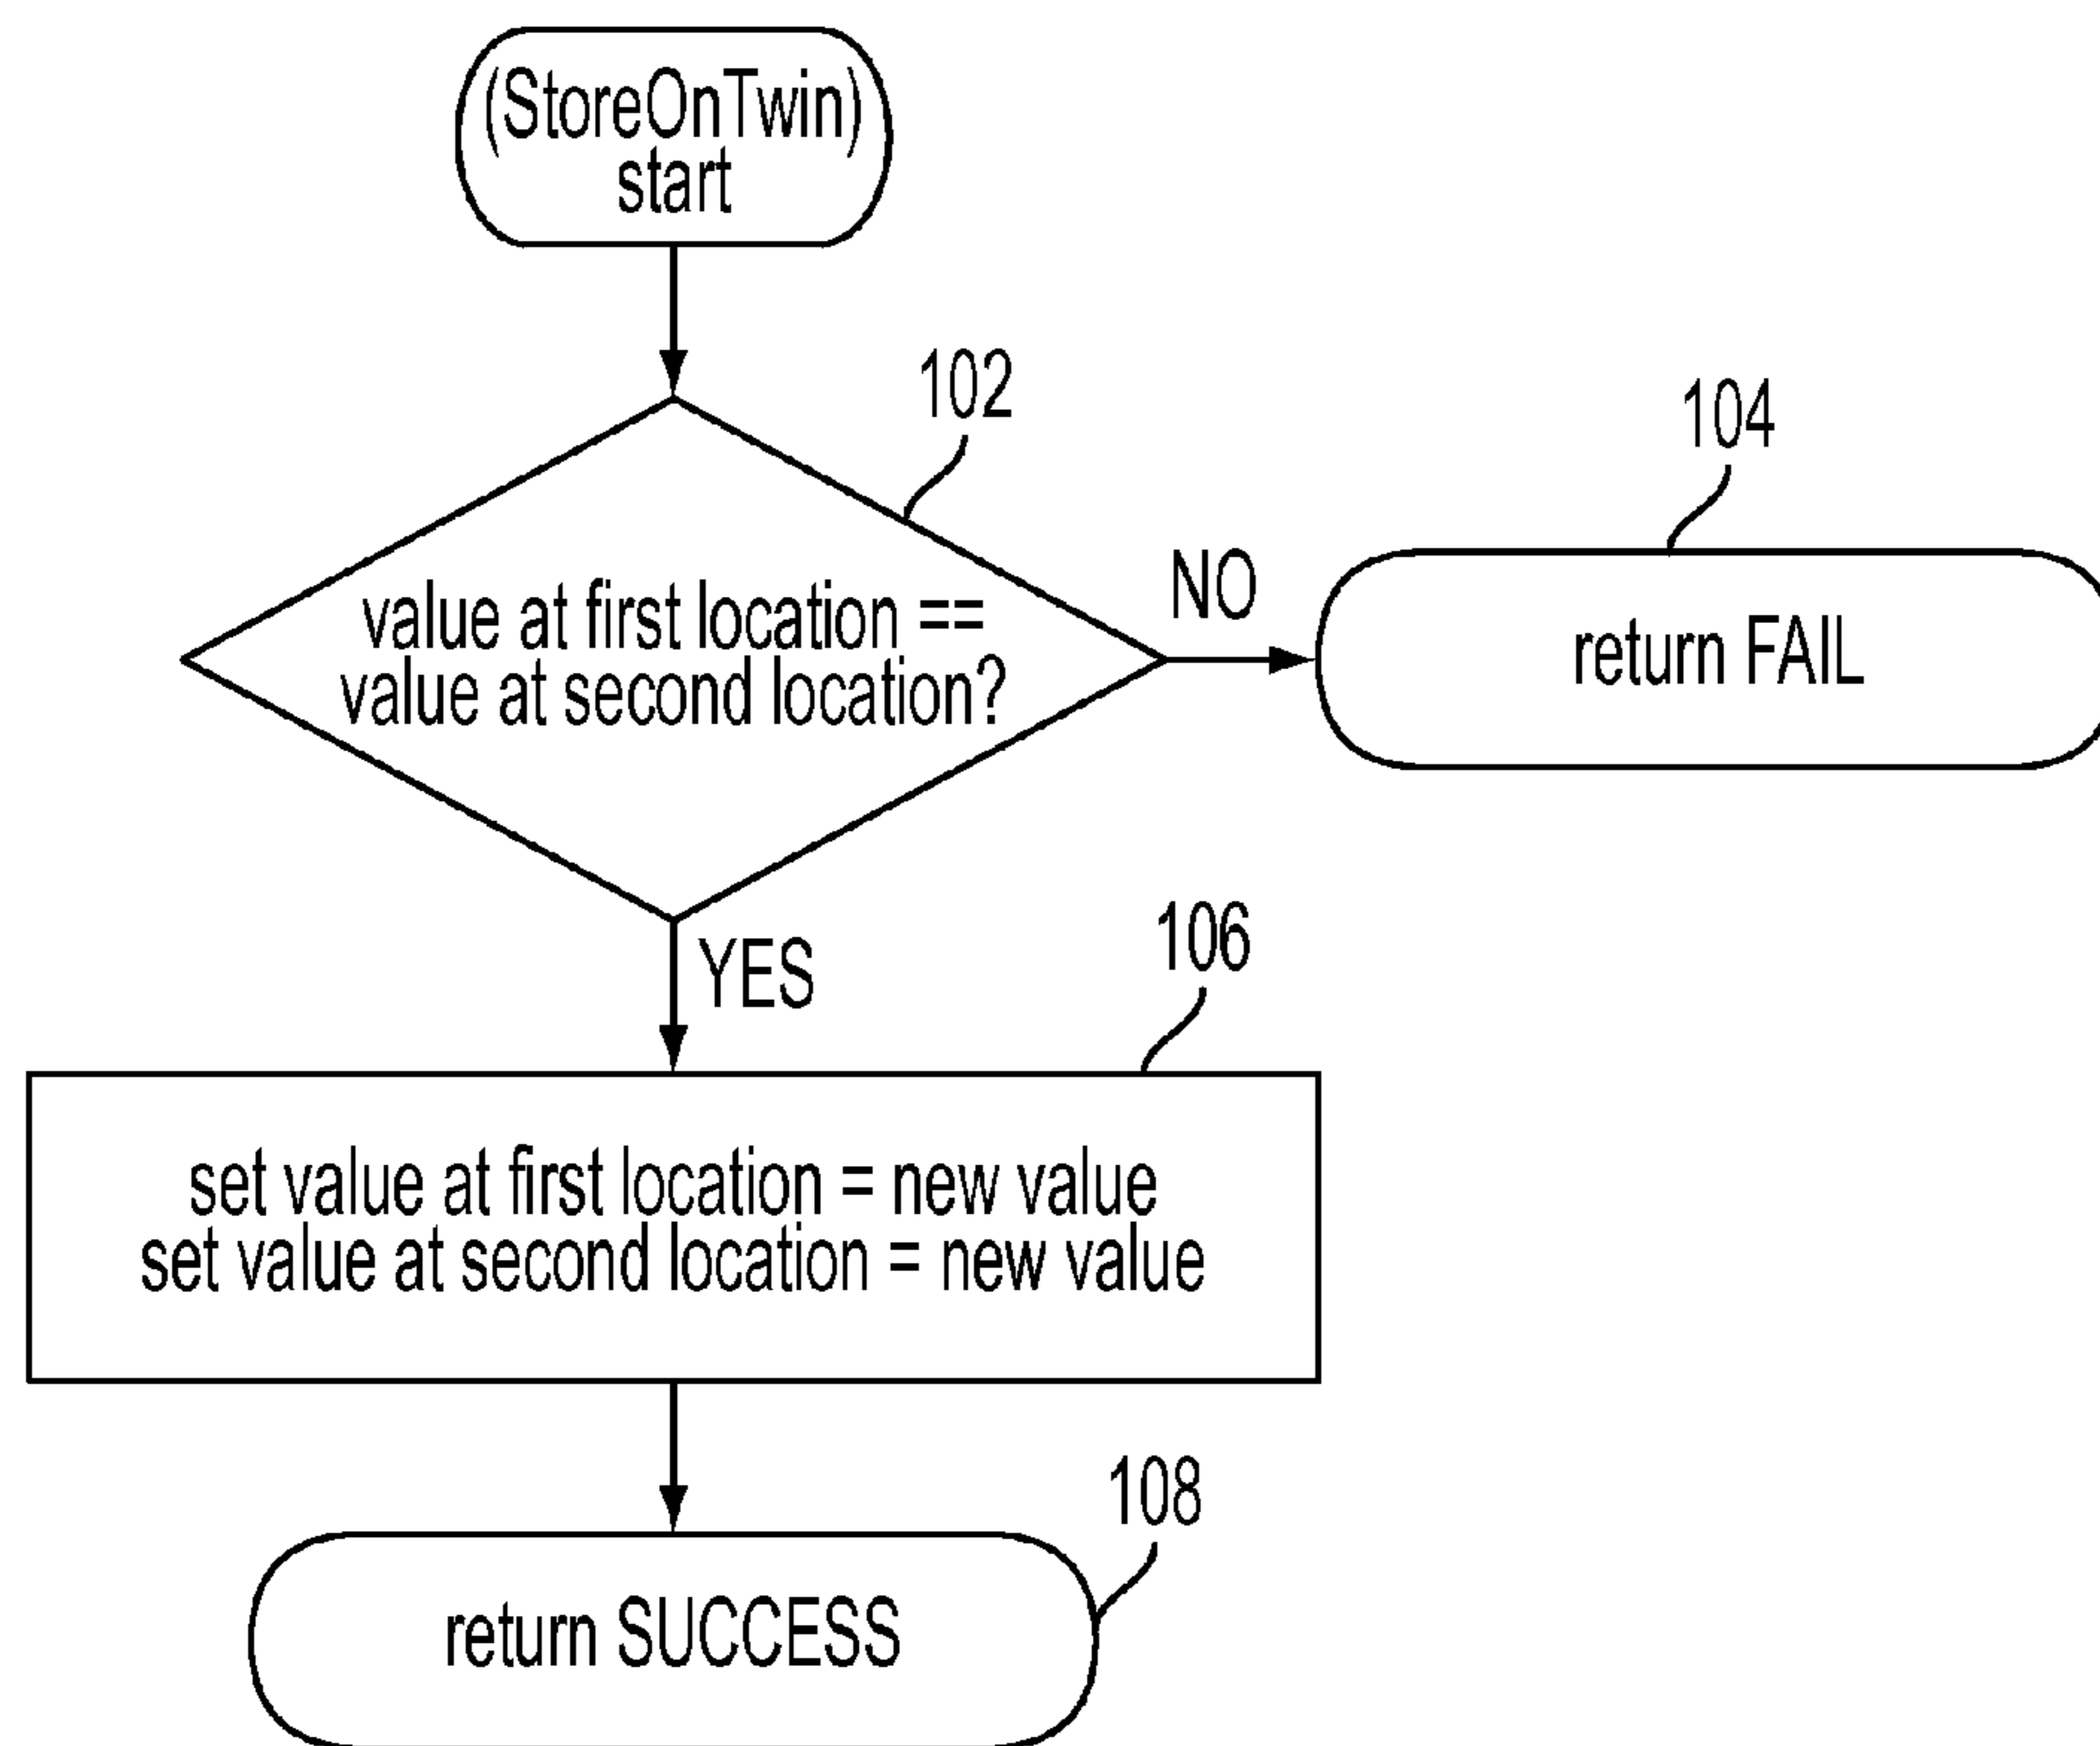 (StoreOnTwin)
start
102
104
value at first location ==
value at second location?
NO
return FAIL
YES
106
set value at first location = new value
set value at second location = new value
108
return SUCCESS